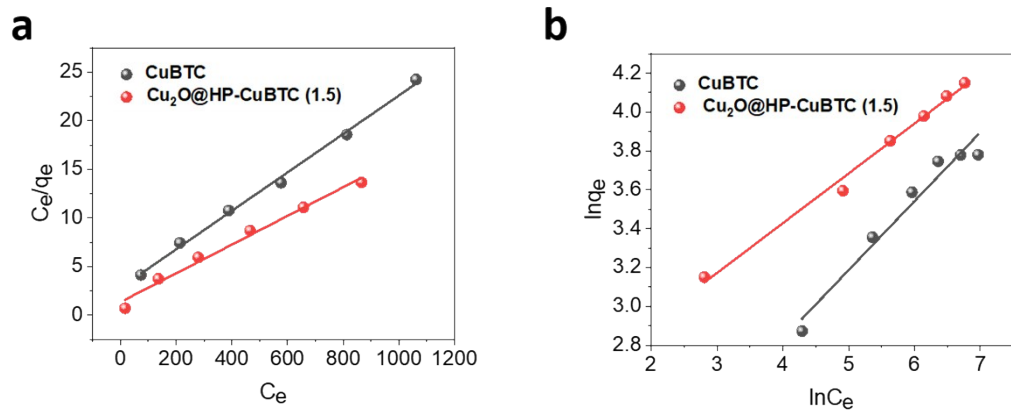 a
CuBTC
Cu₂O@HP-CuBTC (1.5)
Cₑ/qₑ
25
20
15
10
5
0
0 200 400 600 800 1000 1200
Cₑ
b
CuBTC
Cu₂O@HP-CuBTC (1.5)
lnqₑ
4.2
4.0
3.8
3.6
3.4
3.2
3.0
2.8
2 3 4 5 6 7
lnCₑ